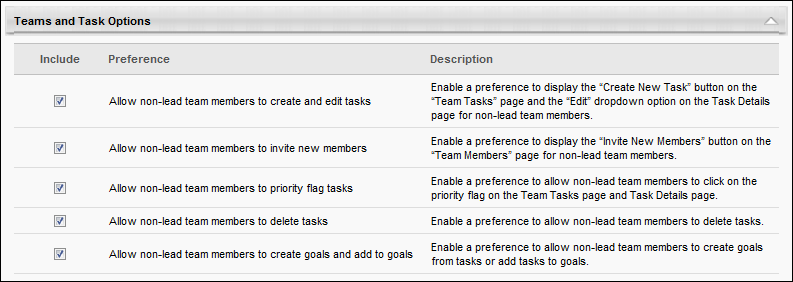 Teams and Task Options
Include Preference Description
Allow non-lead team members to create and edit tasks
Enable a preference to display the “Create New Task” button on the
“Team Tasks” page and the “Edit” dropdown option on the Task Details
page for non-lead team members.
Allow non-lead team members to invite new members
Enable a preference to display the “Invite New Members” button on the
“Team Members” page for non-lead team members.
Allow non-lead team members to priority flag tasks
Enable a preference to allow non-lead team members to click on the
priority flag on the Team Tasks page and Task Details page.
Allow non-lead team members to delete tasks
Enable a preference to allow non-lead team members to delete tasks.
Allow non-lead team members to create goals and add to goals
Enable a preference to allow non-lead team members to create goals
from tasks or add tasks to goals.